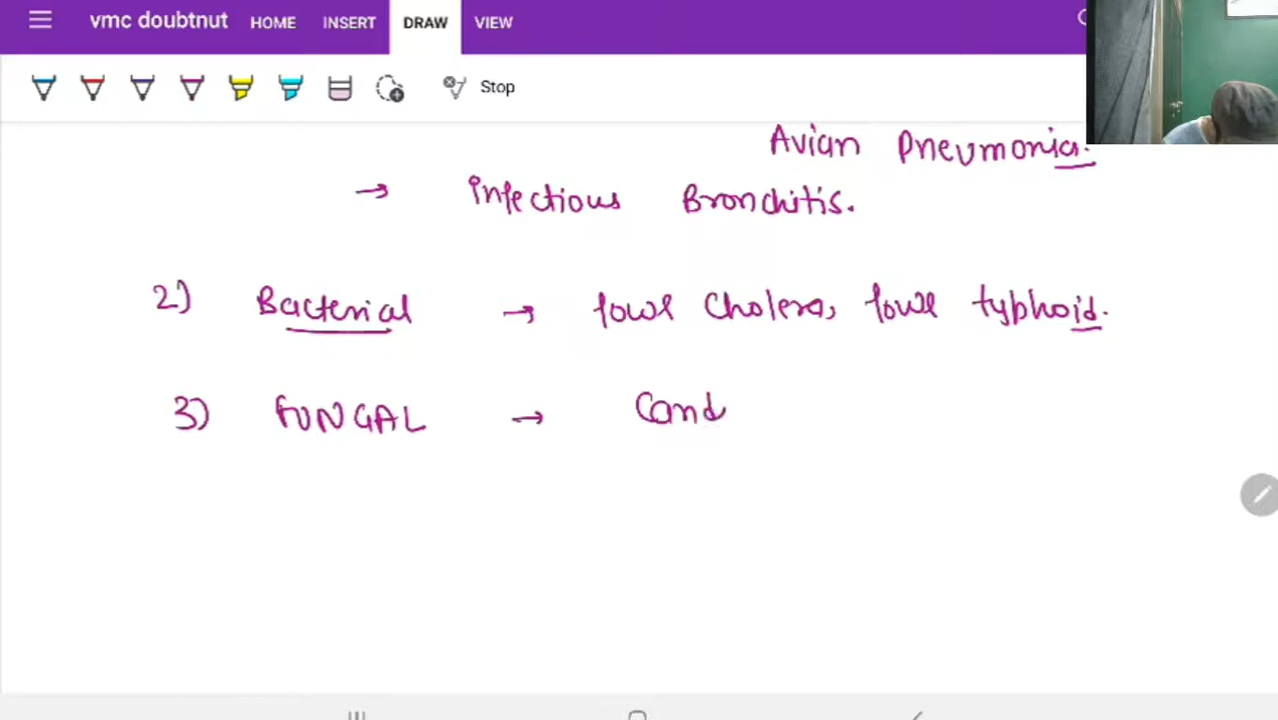 vmc doubtnut HOME INSERT DRAW VIEW
Stop
Avian Pneumonia.
→ Infectious Bronchitis.
2) Bacterial → fowl Cholera, fowl typhoid.
3) FUNGAL → Cand